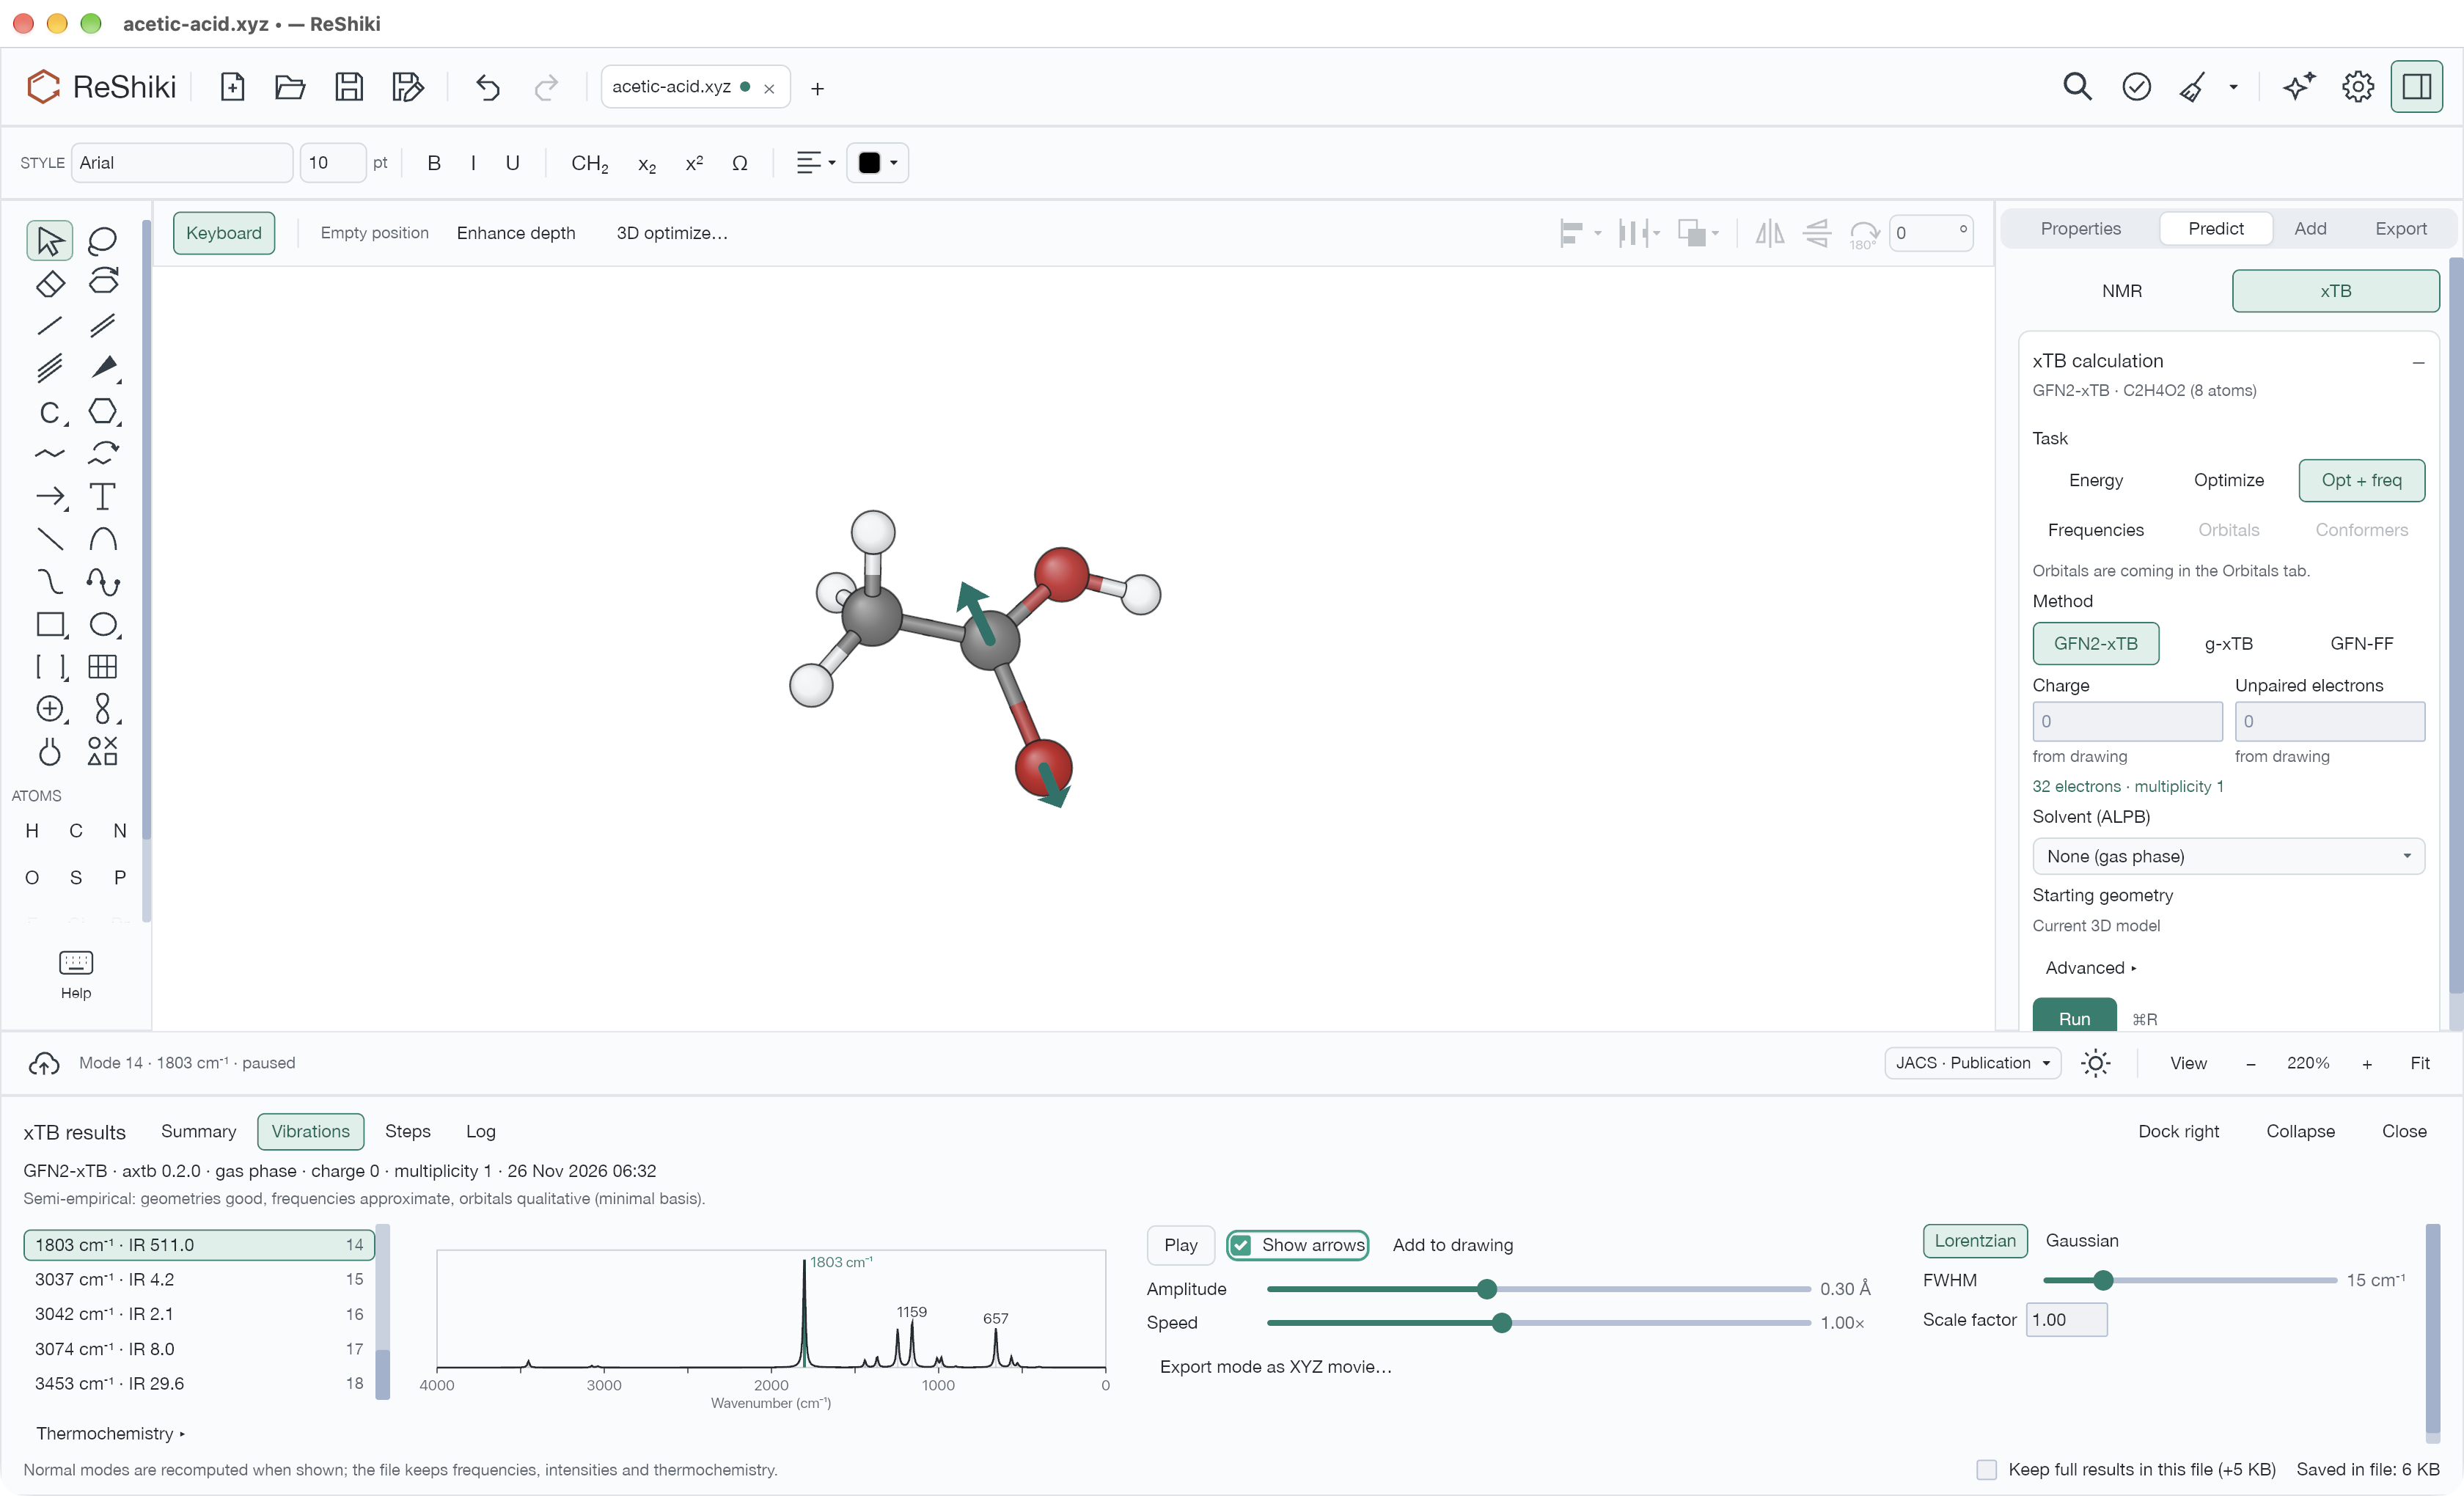 acetic-acid.xyz • — ReShiki
ReShiki
acetic-acid.xyz ● × +
STYLE Arial 10 pt B I U CH₂ x₂ x² Ω
Keyboard Empty position Enhance depth 3D optimize… 180° 0 °
Properties Predict Add Export
NMR xTB
xTB calculation –
GFN2-xTB · C2H4O2 (8 atoms)
Task
Energy Optimize Opt + freq
Frequencies Orbitals Conformers
Orbitals are coming in the Orbitals tab.
Method
GFN2-xTB g-xTB GFN-FF
Charge Unpaired electrons
0 0
from drawing from drawing
32 electrons · multiplicity 1
Solvent (ALPB)
None (gas phase)
Starting geometry
Current 3D model
Advanced ▸
Run ⌘R
C
T
ATOMS
H C N
O S P
Help
Mode 14 · 1803 cm⁻¹ · paused
JACS · Publication View – 220% + Fit
xTB results Summary Vibrations Steps Log Dock right Collapse Close
GFN2-xTB · axtb 0.2.0 · gas phase · charge 0 · multiplicity 1 · 26 Nov 2026 06:32
Semi-empirical: geometries good, frequencies approximate, orbitals qualitative (minimal basis).
1803 cm⁻¹ · IR 511.0 14
3037 cm⁻¹ · IR 4.2 15
3042 cm⁻¹ · IR 2.1 16
3074 cm⁻¹ · IR 8.0 17
3453 cm⁻¹ · IR 29.6 18
1803 cm⁻¹
1159
657
4000 3000 2000 1000 0
Wavenumber (cm⁻¹)
Play Show arrows Add to drawing
Amplitude 0.30 Å
Speed 1.00×
Export mode as XYZ movie…
Lorentzian Gaussian
FWHM 15 cm⁻¹
Scale factor 1.00
Thermochemistry ▸
Normal modes are recomputed when shown; the file keeps frequencies, intensities and thermochemistry.
Keep full results in this file (+5 KB) Saved in file: 6 KB